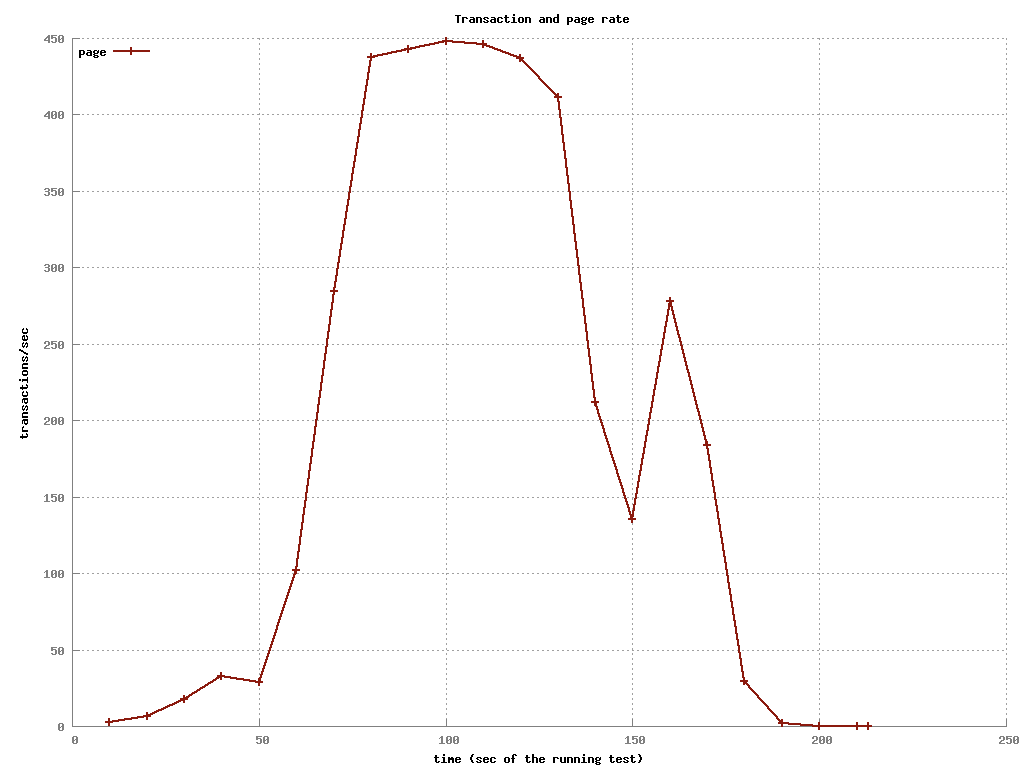 Transaction and page rate
page
450
400
350
300
250
200
150
100
50
0
transactions/sec
0 50 100 150 200 250
time (sec of the running test)